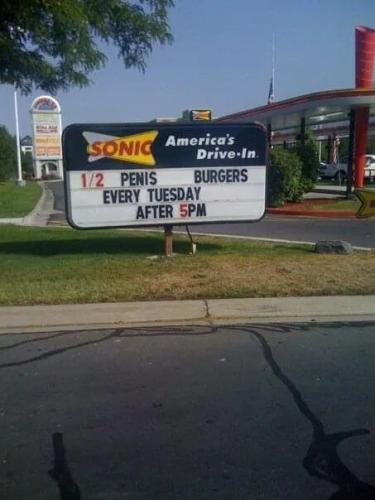 SONIC America's
Drive-In
1/2 PENIS BURGERS
EVERY TUESDAY
AFTER 5PM